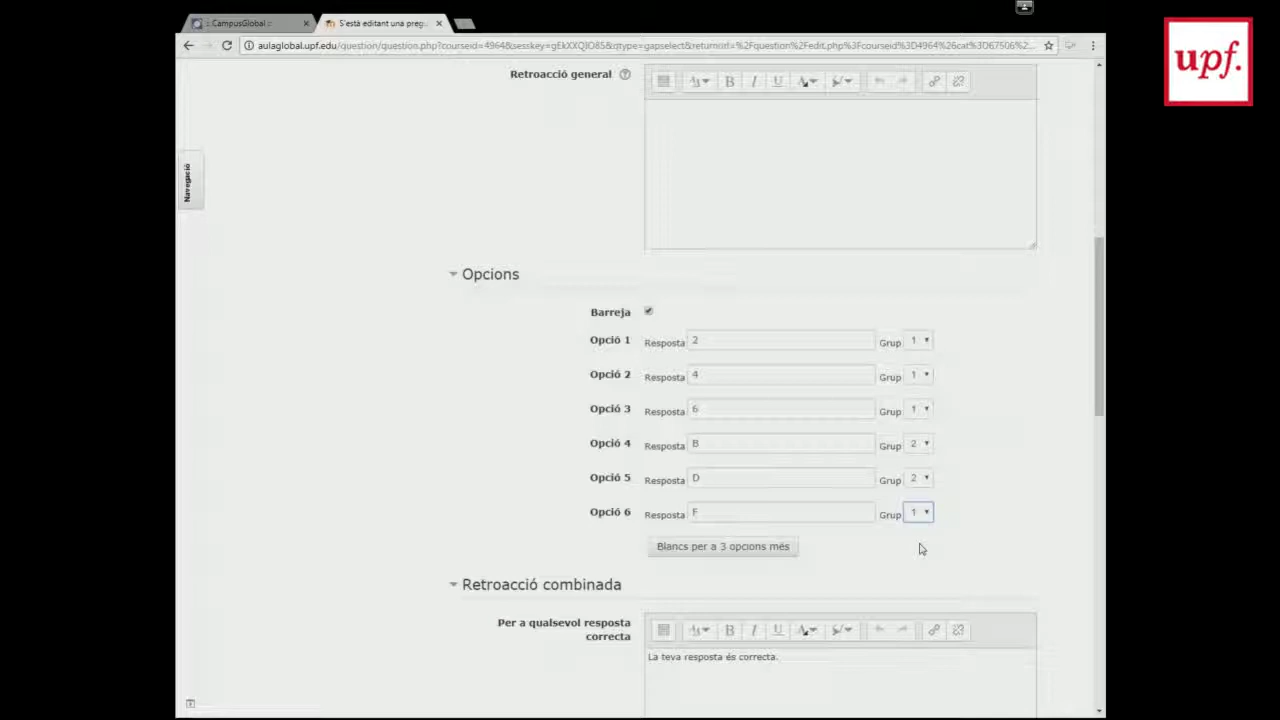 :: CampusGlobal ::
S'està editant una preg
upf.
aulaglobal.upf.edu/question/question.php?courseid=4964&sesskey=gEkXXQJO85&qtype=gapselect&returnurl=%2Fquestion%2Fedit.php%3Fcourseid%3D4964%26cat%3D67506%2...
Retroacció general
Navegació
Opcions
Barreja
Opció 1 Resposta 2 Grup 1
Opció 2 Resposta 4 Grup 1
Opció 3 Resposta 6 Grup 1
Opció 4 Resposta B Grup 2
Opció 5 Resposta D Grup 2
Opció 6 Resposta F Grup 1
Blancs per a 3 opcions més
Retroacció combinada
Per a qualsevol resposta
correcta
B I U A
La teva resposta és correcta.